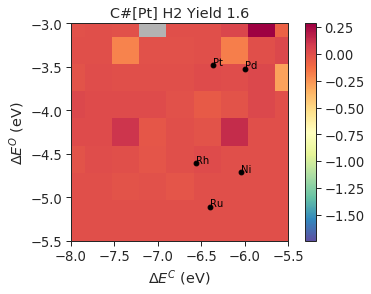 C#[Pt] H2 Yield 1.6
−3.0
−3.5
−4.0
−4.5
−5.0
−5.5
ΔE^O (eV)
Pt
Pd
Rh
Ni
Ru
−8.0 −7.5 −7.0 −6.5 −6.0 −5.5
ΔE^C (eV)
0.25
0.00
−0.25
−0.50
−0.75
−1.00
−1.25
−1.50